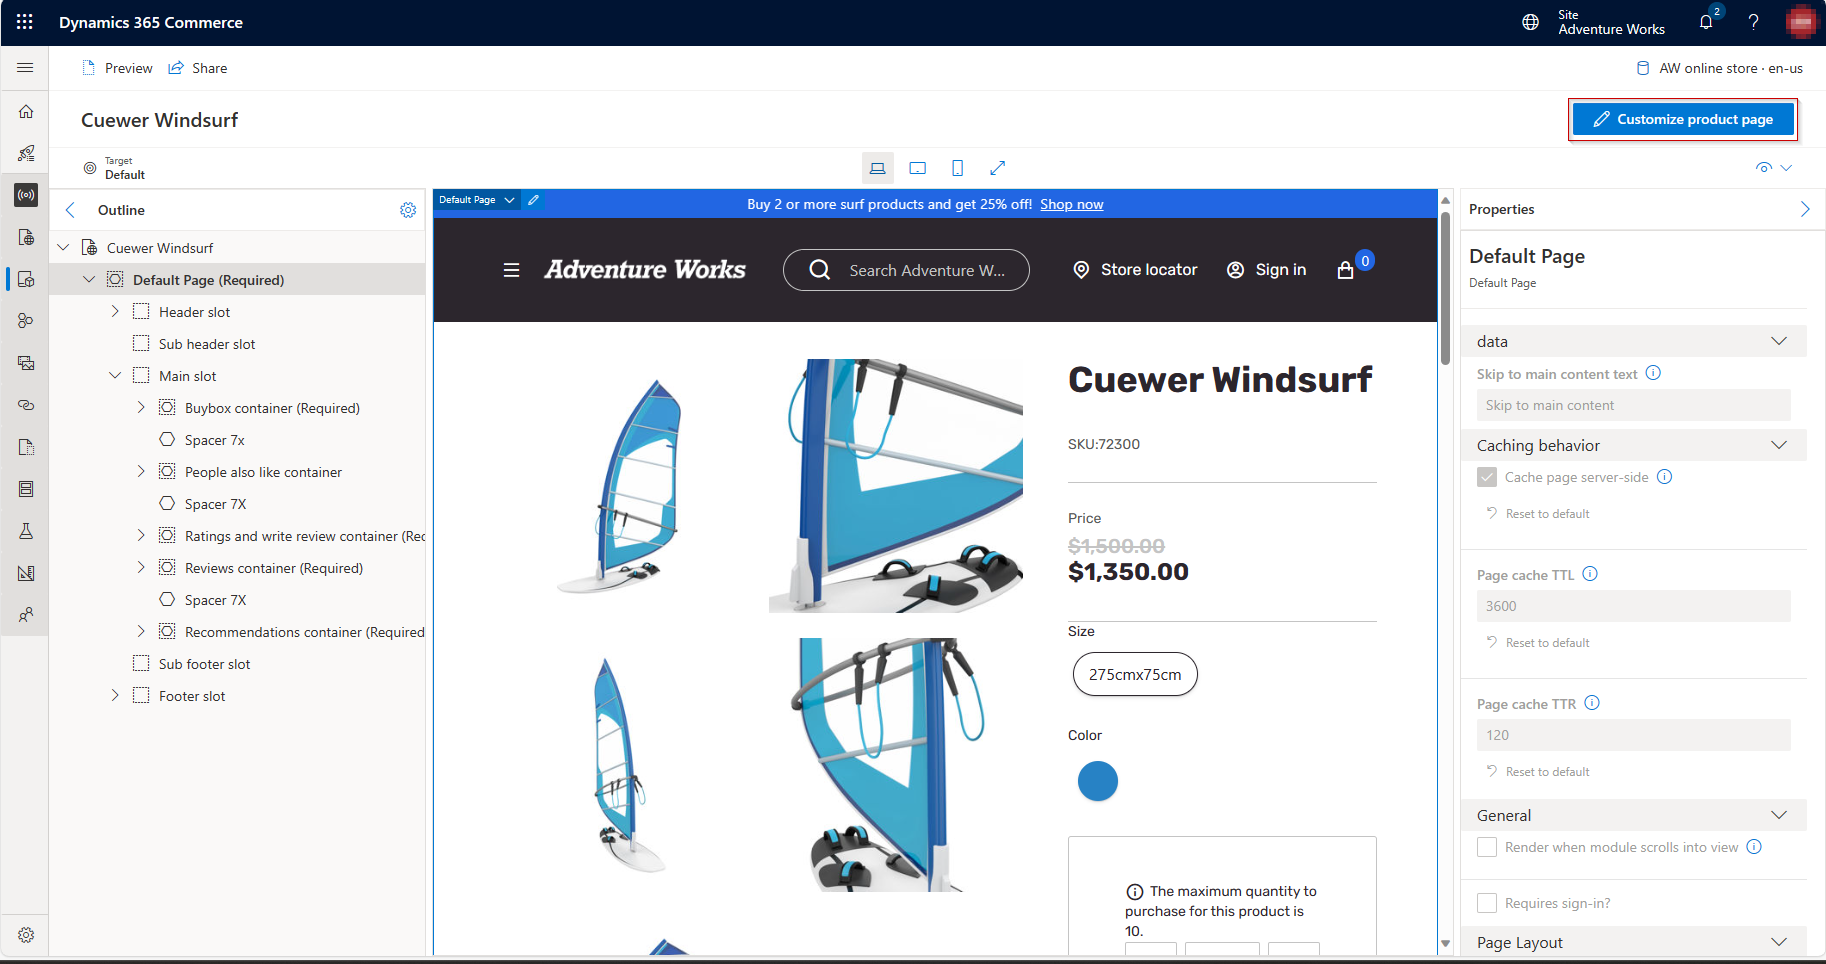 Dynamics 365 Commerce
Site
Adventure Works
2
?
Preview
Share
AW online store · en-us
Cuewer Windsurf
Customize product page
Target
Default
Outline
Cuewer Windsurf
Default Page (Required)
Header slot
Sub header slot
Main slot
Buybox container (Required)
Spacer 7x
People also like container
Spacer 7X
Ratings and write review container (Rec
Reviews container (Required)
Spacer 7X
Recommendations container (Required
Sub footer slot
Footer slot
Default Page
Buy 2 or more surf products and get 25% off! Shop now
Adventure Works
Search Adventure W...
Store locator
Sign in
0
Cuewer Windsurf
SKU:72300
Price
$1,500.00
$1,350.00
Size
275cmx75cm
Color
The maximum quantity to
purchase for this product is
10.
Properties
Default Page
Default Page
data
Skip to main content text
Skip to main content
Caching behavior
Cache page server-side
Reset to default
Page cache TTL
3600
Reset to default
Page cache TTR
120
Reset to default
General
Render when module scrolls into view
Requires sign-in?
Page Layout